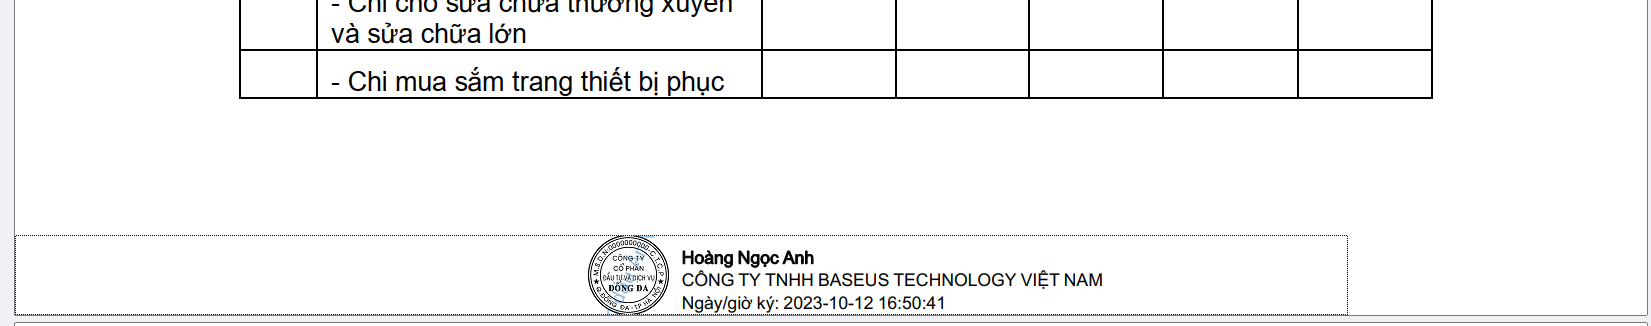 - Chi cho sửa chữa thường xuyên
và sửa chữa lớn
- Chi mua sắm trang thiết bị phục
M.S.D.N:0000000000-C.T.C.P
CÔNG TY
CỔ PHẦN
ĐẦU TƯ VÀ DỊCH VỤ
ĐỐNG ĐA
Q.ĐỐNG ĐA-TP HÀ NỘI
Hoàng Ngọc Anh
CÔNG TY TNHH BASEUS TECHNOLOGY VIỆT NAM
Ngày/giờ ký: 2023-10-12 16:50:41